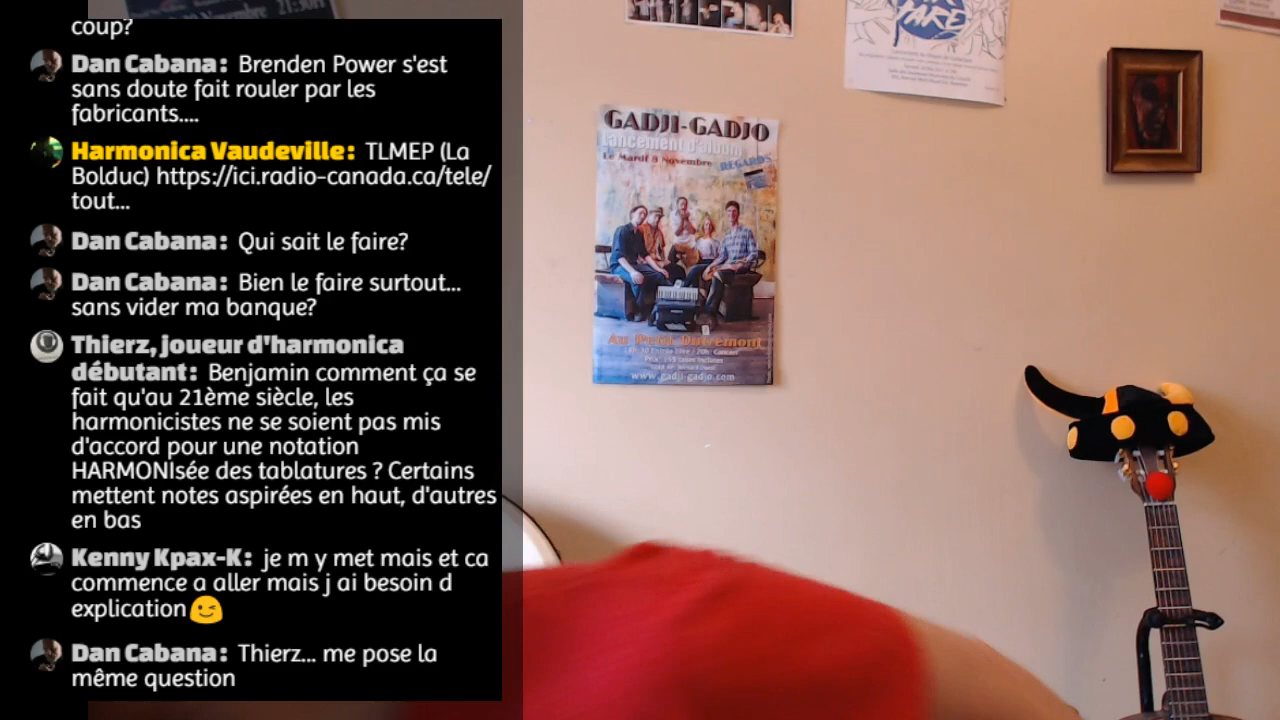 Novembre 21:30H
coup?
Dan Cabana: Brenden Power s'est
sans doute fait rouler par les
fabricants....
Harmonica Vaudeville: TLMEP (La
Bolduc) https://ici.radio-canada.ca/tele/
tout...
Dan Cabana: Qui sait le faire?
Dan Cabana: Bien le faire surtout...
sans vider ma banque?
Thierz, joueur d'harmonica
débutant: Benjamin comment ça se
fait qu'au 21ème siècle, les
harmonicistes ne se soient pas mis
d'accord pour une notation
HARMONIsée des tablatures ? Certains
mettent notes aspirées en haut, d'autres
en bas
Kenny Kpax-K: je m y met mais et ca
commence a aller mais j ai besoin d
explication😉
Dan Cabana: Thierz... me pose la
même question
GADJI-GADJO
Lancement d'album
Le Mardi 8 Novembre
REGARDS
Au Petit Outremont
www.gadji-gadjo.com